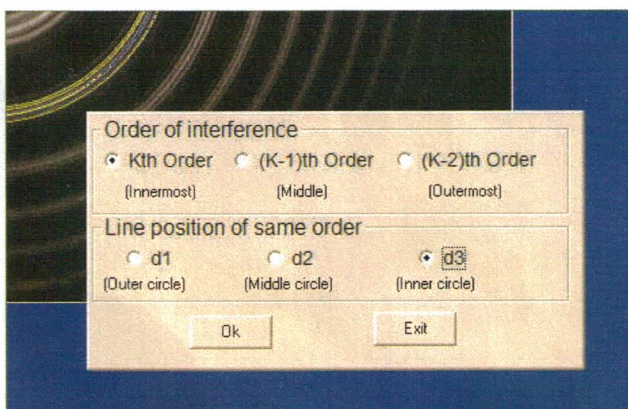 Order of interference
Kth Order (K-1)th Order (K-2)th Order
(Innermost) (Middle) (Outermost)
Line position of same order
d1 d2 d3
(Outer circle) (Middle circle) (Inner circle)
Ok Exit